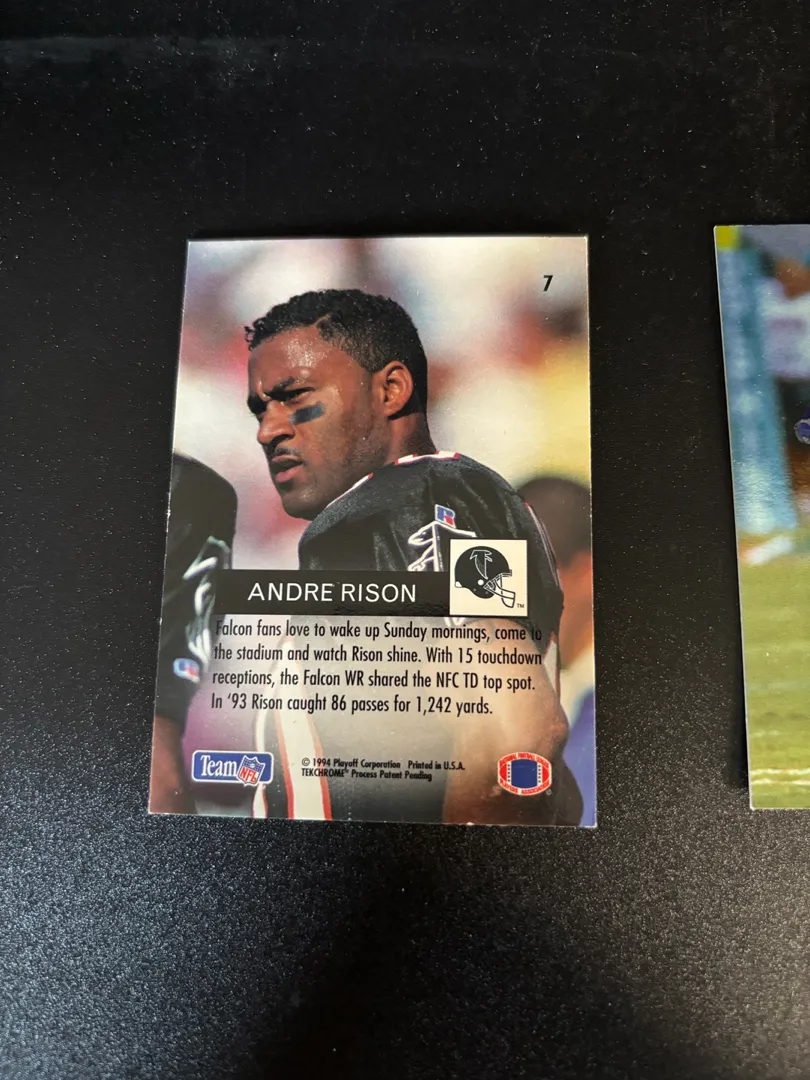 7
ANDRE RISON
TM
Falcon fans love to wake up Sunday mornings, come to
the stadium and watch Rison shine. With 15 touchdown
receptions, the Falcon WR shared the NFC TD top spot.
In ‘93 Rison caught 86 passes for 1,242 yards.
Team NFL
© 1994 Playoff Corporation Printed in U.S.A.
TEKCHROME® Process Patent Pending